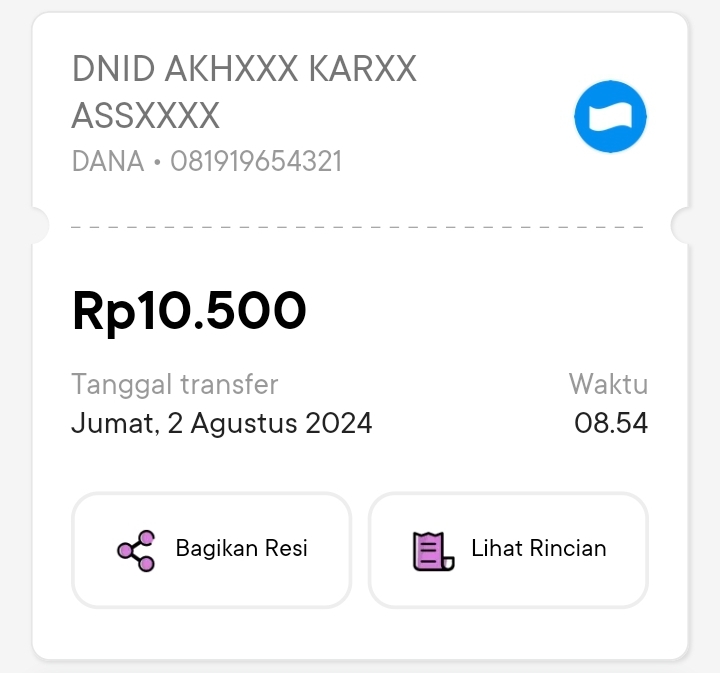 DNID AKHXXX KARXX
ASSXXXX
DANA • 081919654321
Rp10.500
Tanggal transfer Waktu
Jumat, 2 Agustus 2024 08.54
Bagikan Resi Lihat Rincian